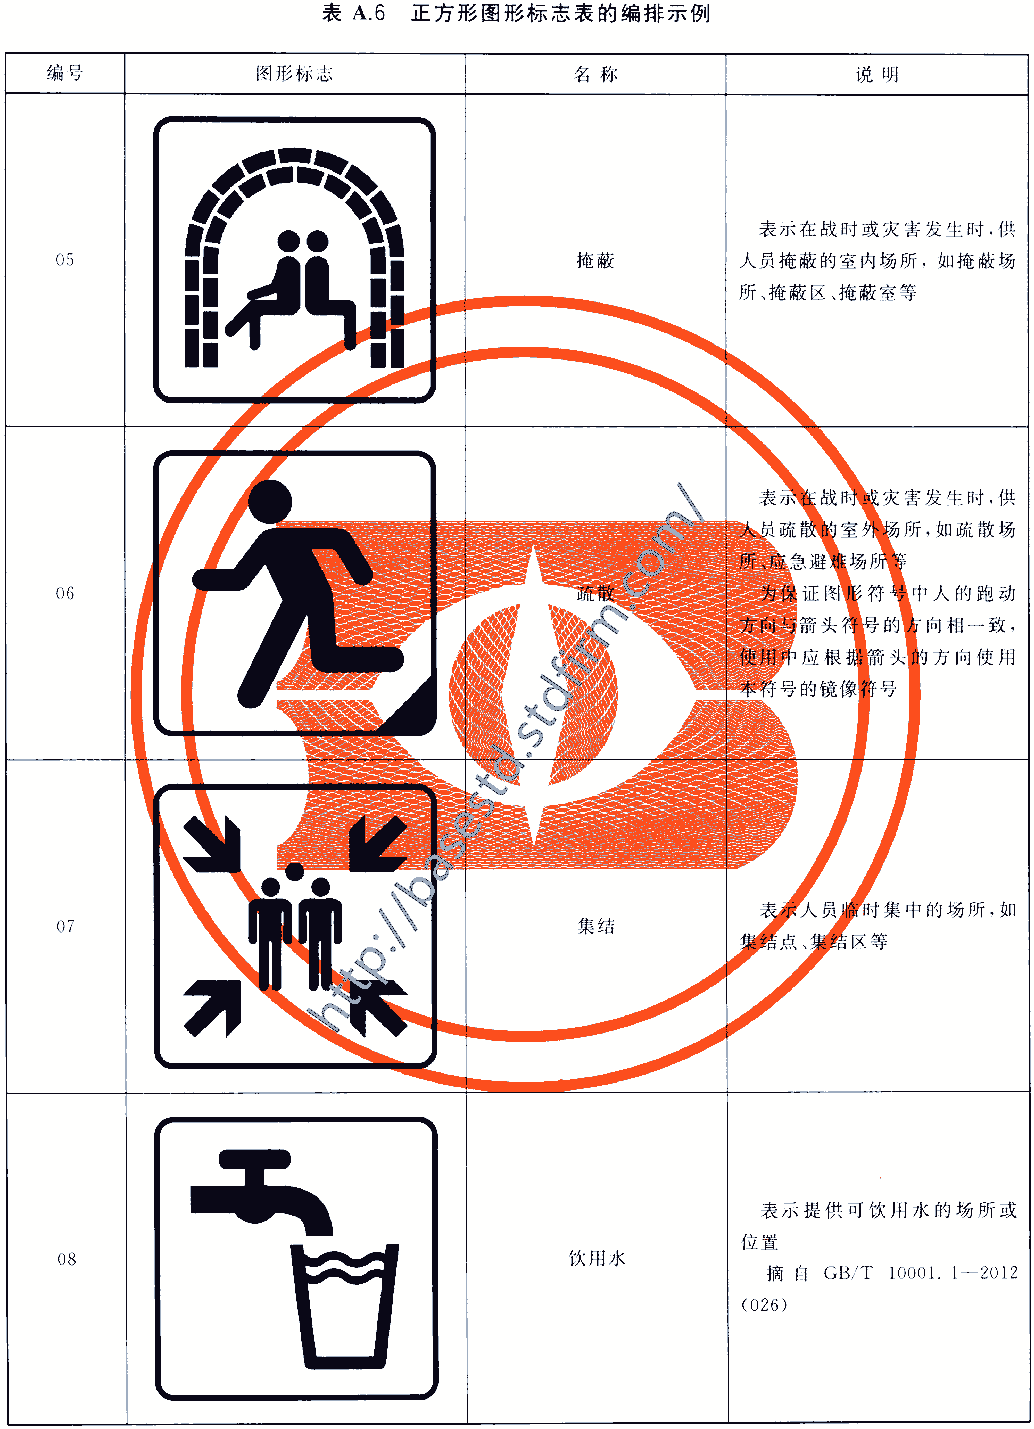 表 A.6 正方形图形标志表的编排示例
编号 图形标志 名 称 说 明
05 掩蔽 表示在战时或灾害发生时,供
人员掩蔽的室内场所,如掩蔽场
所、掩蔽区、掩蔽室等
06 疏散 表示在战时或灾害发生时,供
人员疏散的室外场所,如疏散场
所、应急避难场所等
为保证图形符号中人的跑动
方向与箭头符号的方向相一致,
使用中应根据箭头的方向使用
本符号的镜像符号
07 集结 表示人员临时集中的场所,如
集结点、集结区等
08 饮用水 表示提供可饮用水的场所或
位置
摘自 GB/T 10001.1—2012
(026)
http://basestd.stdfirm.com/